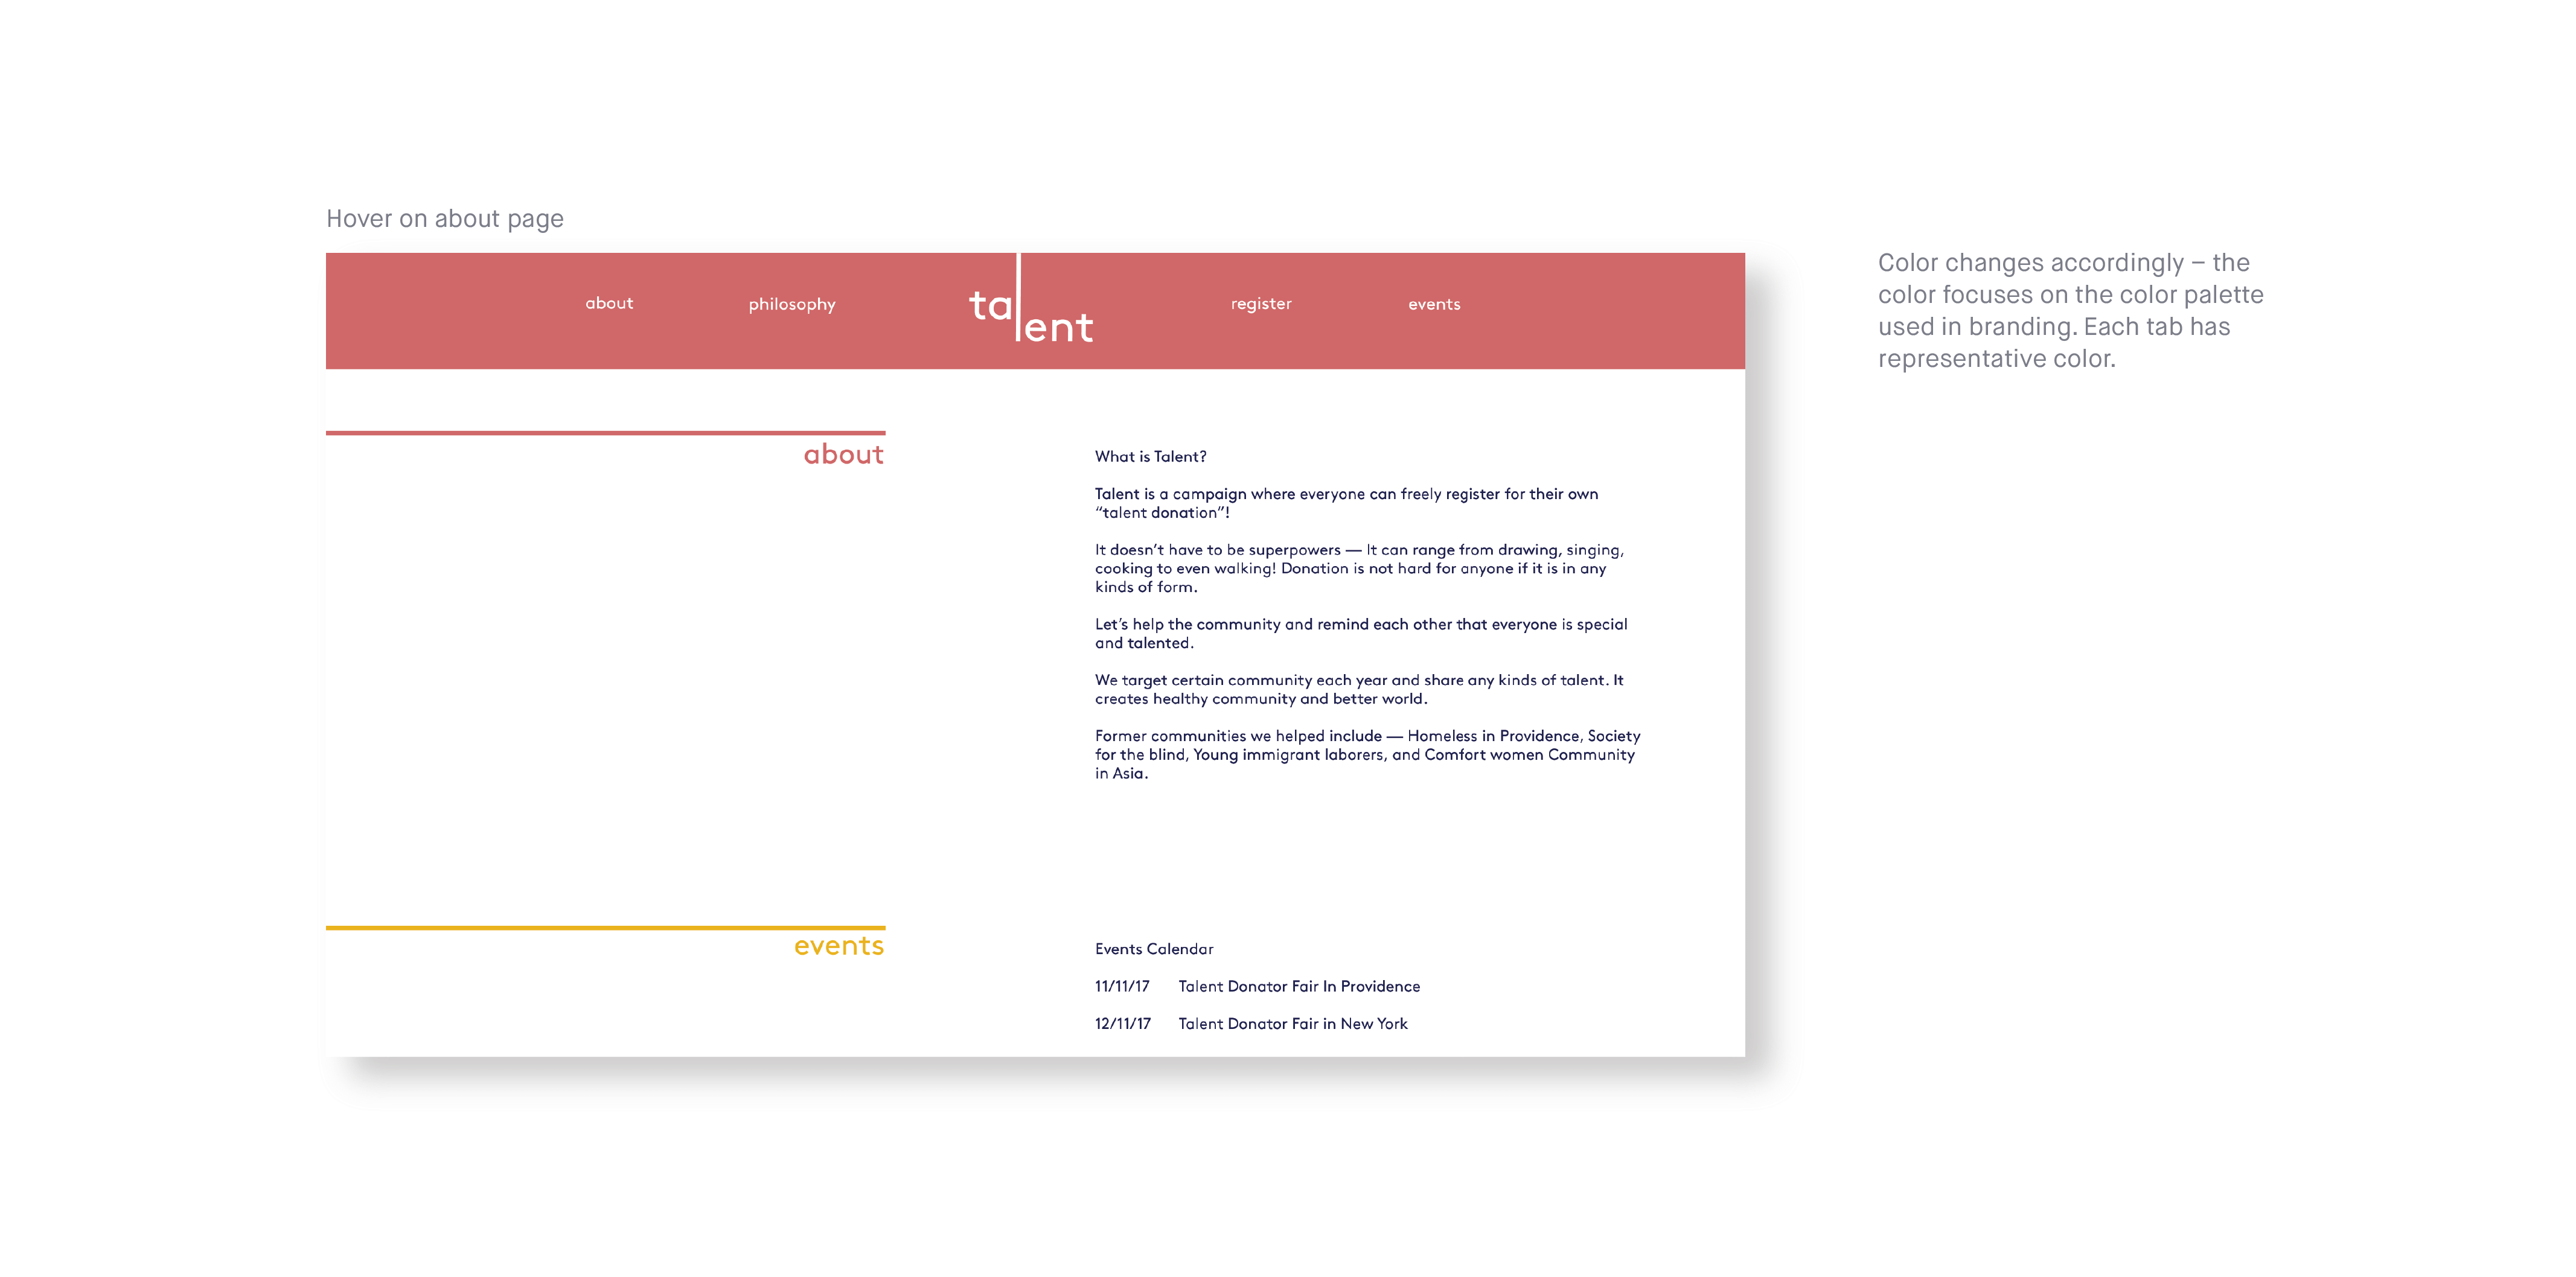 Hover on about page
about
philosophy
talent
register
events
Color changes accordingly – the
color focuses on the color palette
used in branding. Each tab has
representative color.
about
What is Talent?
Talent is a campaign where everyone can freely register for their own
“talent donation”!
It doesn’t have to be superpowers — It can range from drawing, singing,
cooking to even walking! Donation is not hard for anyone if it is in any
kinds of form.
Let’s help the community and remind each other that everyone is special
and talented.
We target certain community each year and share any kinds of talent. It
creates healthy community and better world.
Former communities we helped include — Homeless in Providence, Society
for the blind, Young immigrant laborers, and Comfort women Community
in Asia.
events
Events Calendar
11/11/17 Talent Donator Fair In Providence
12/11/17 Talent Donator Fair in New York